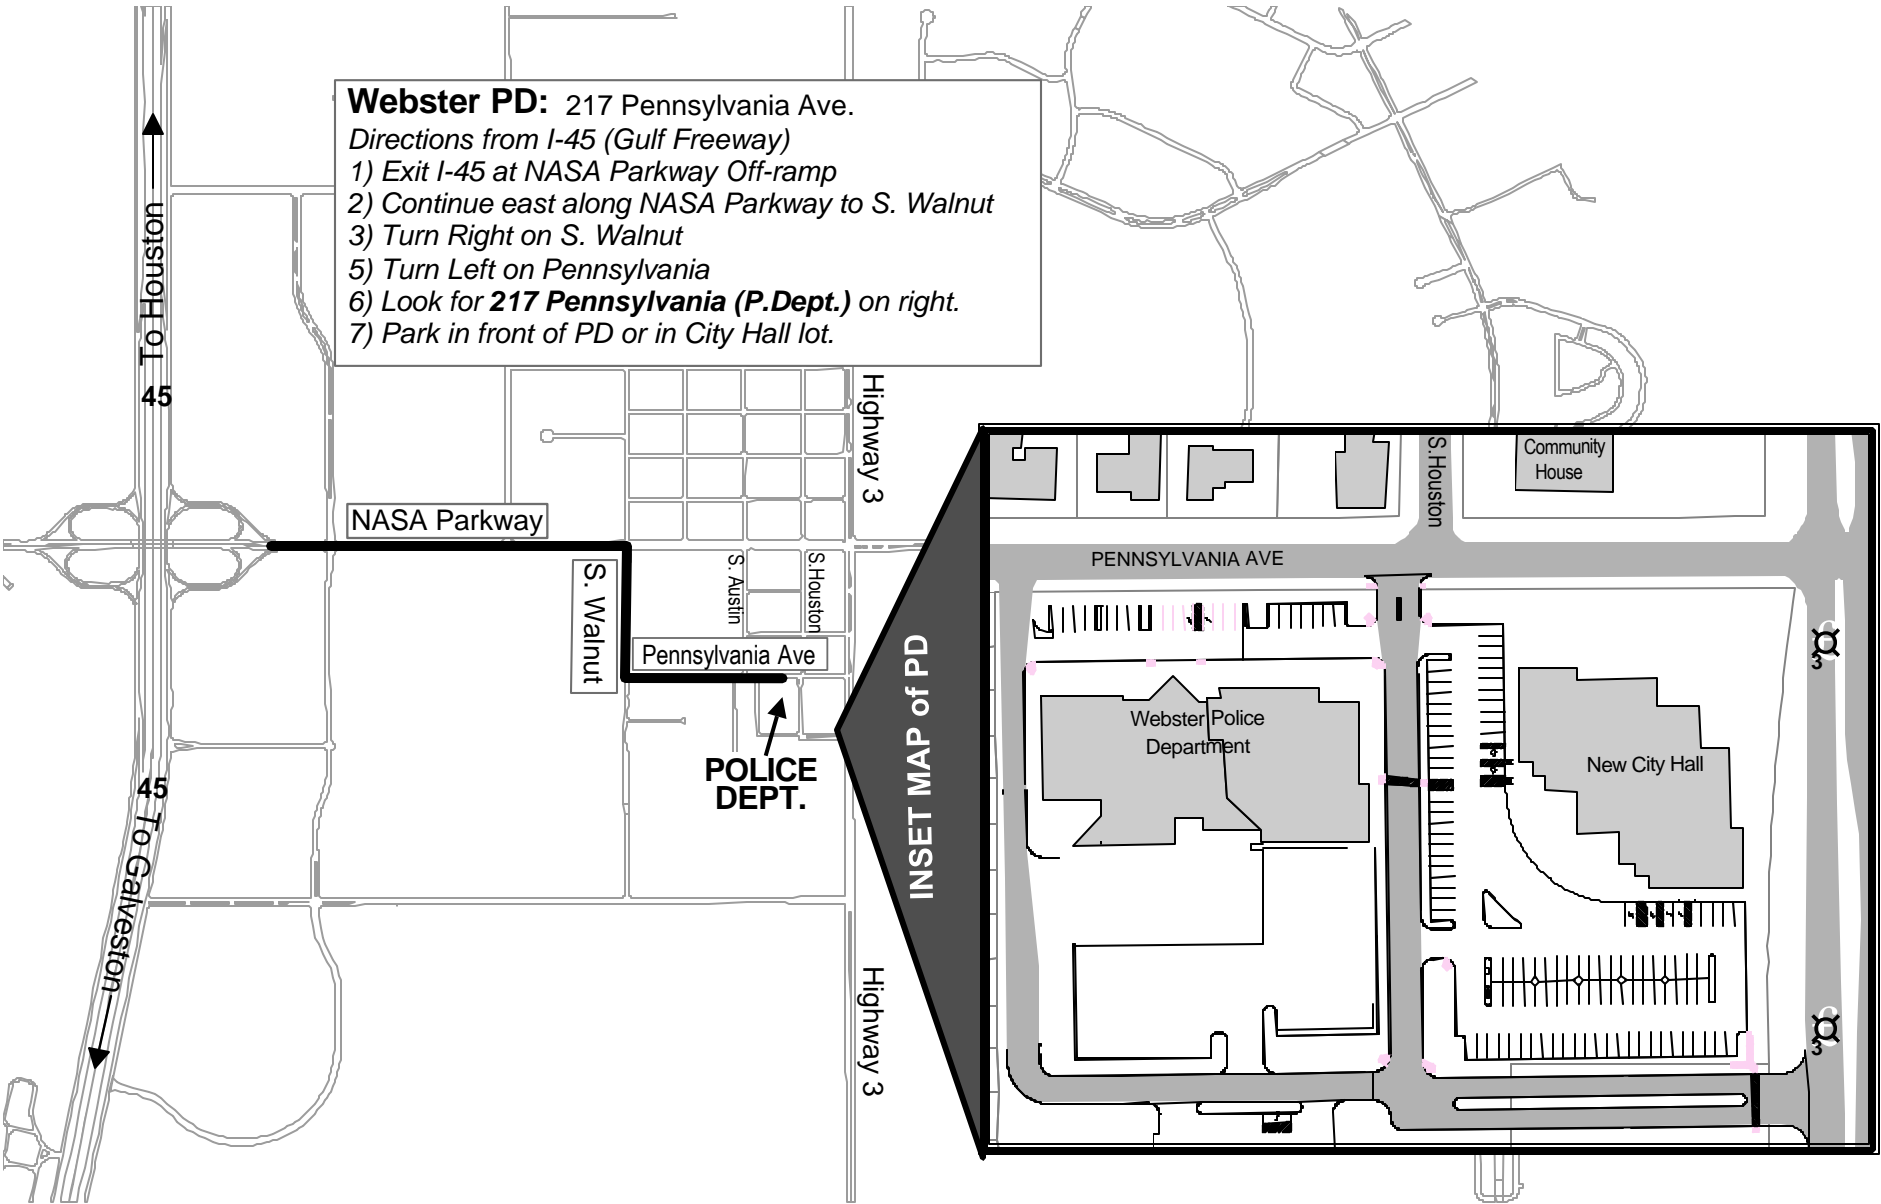 Webster PD: 217 Pennsylvania Ave.
Directions from I-45 (Gulf Freeway)
1) Exit I-45 at NASA Parkway Off-ramp
2) Continue east along NASA Parkway to S. Walnut
3) Turn Right on S. Walnut
5) Turn Left on Pennsylvania
6) Look for 217 Pennsylvania (P.Dept.) on right.
7) Park in front of PD or in City Hall lot.
To Houston
45
Highway 3
NASA Parkway
S. Walnut
S. Austin
S.Houston
Pennsylvania Ave
POLICE
DEPT.
45
To Galveston
Highway 3
INSET MAP of PD
S.Houston
Community
House
PENNSYLVANIA AVE
Webster Police
Department
New City Hall
3
3